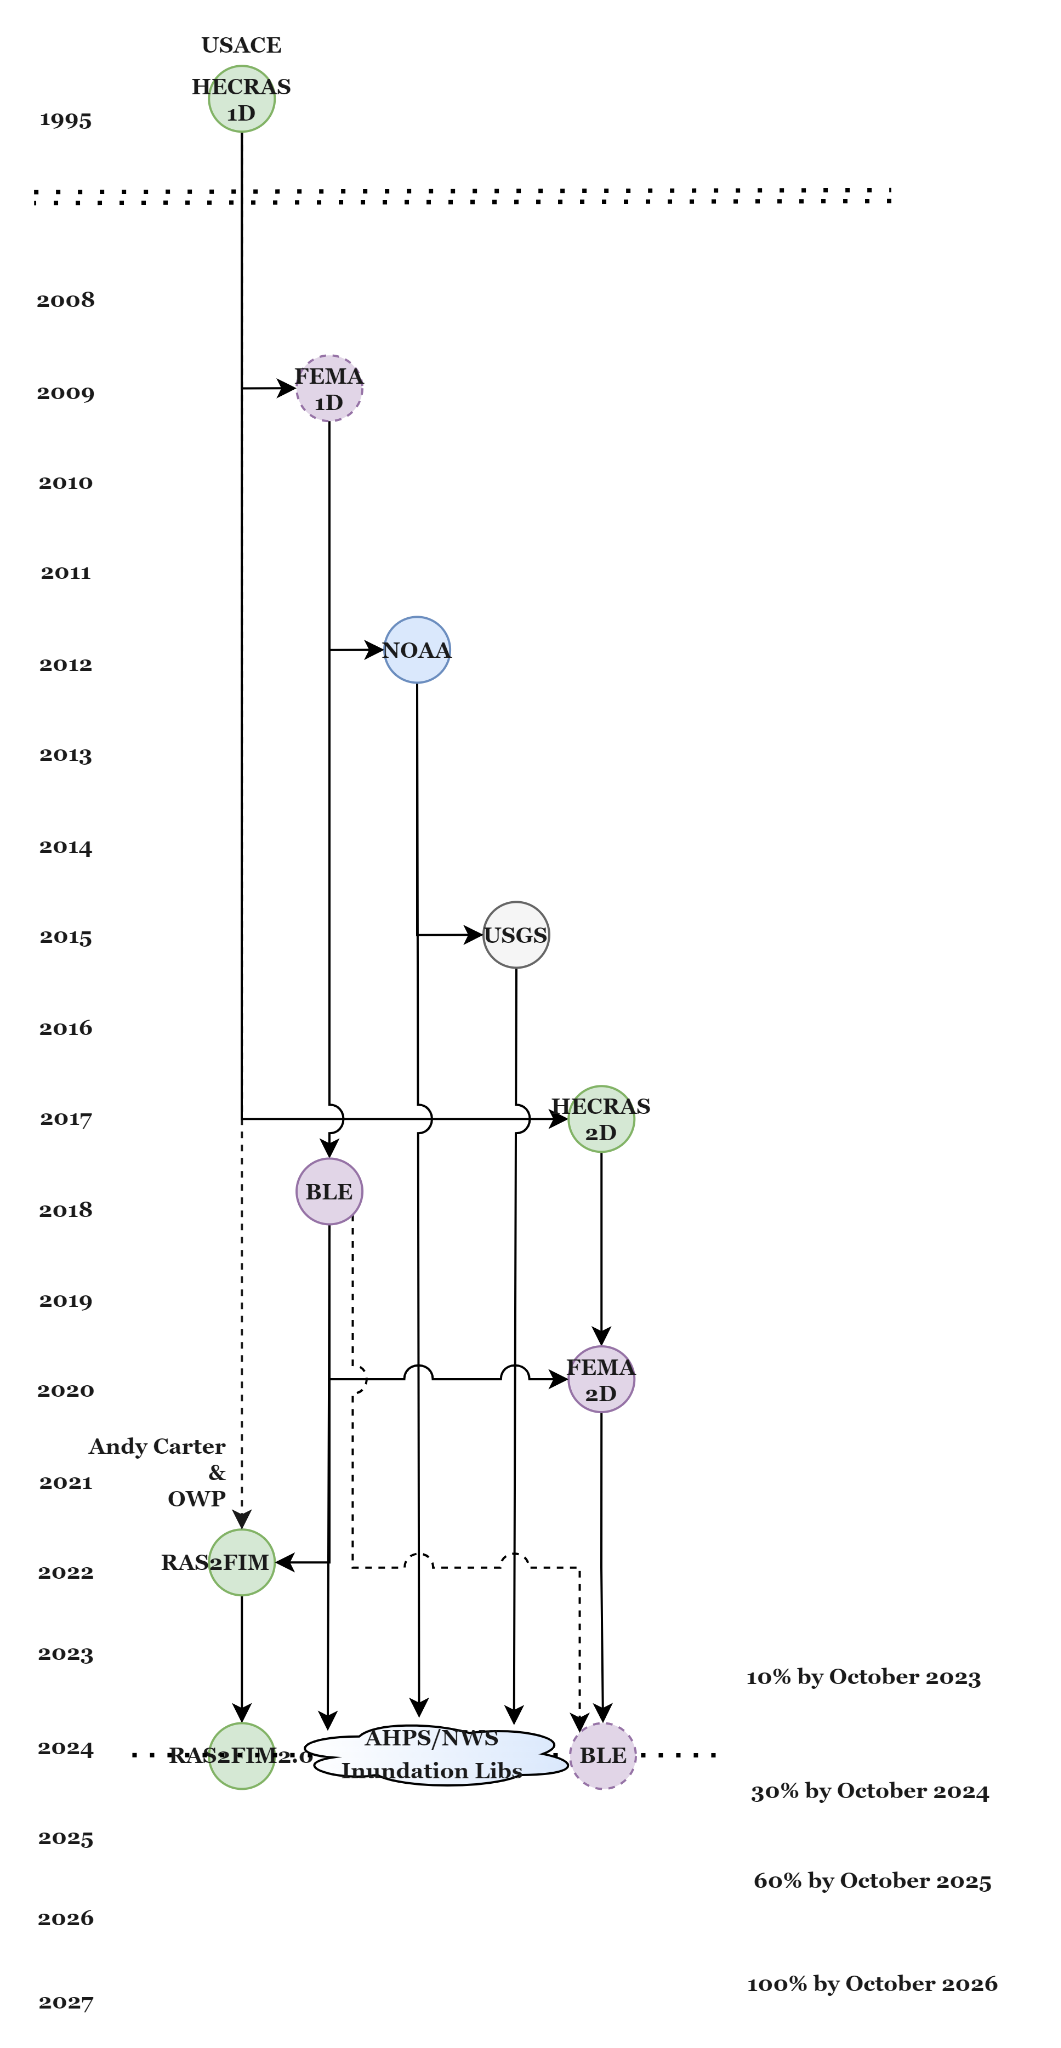 USACE
HECRAS
1D
1995
2008
FEMA
1D
2009
2010
2011
NOAA
2012
2013
2014
USGS
2015
2016
HECRAS
2D
2017
BLE
2018
2019
FEMA
2D
2020
Andy Carter
&
OWP
2021
RAS2FIM
2022
2023
10% by October 2023
AHPS/NWS
Inundation Libs
2024
RAS2FIM2.0
BLE
30% by October 2024
2025
60% by October 2025
2026
100% by October 2026
2027